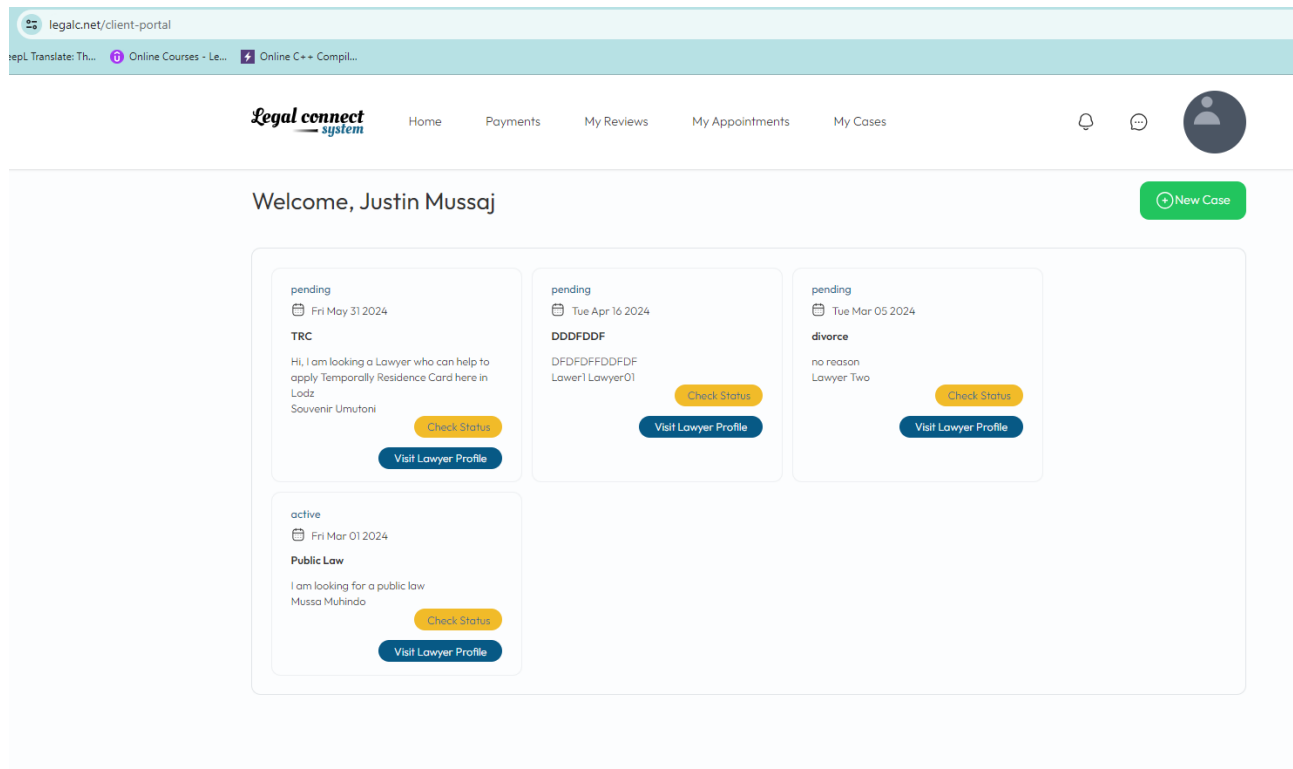 legalc.net/client-portal
eepL Translate: Th... Online Courses - Le... Online C++ Compil...
Legal connect
system
Home Payments My Reviews My Appointments My Cases
Welcome, Justin Mussaj
New Case
pending
Fri May 31 2024
TRC
Hi, I am looking a Lawyer who can help to
apply Temporally Residence Card here in
Lodz
Souvenir Umutoni
Check Status
Visit Lawyer Profile
pending
Tue Apr 16 2024
DDDFDDF
DFDFDFFDDFDF
Lawer1 Lawyer01
Check Status
Visit Lawyer Profile
pending
Tue Mar 05 2024
divorce
no reason
Lawyer Two
Check Status
Visit Lawyer Profile
active
Fri Mar 01 2024
Public Law
I am looking for a public law
Mussa Muhindo
Check Status
Visit Lawyer Profile